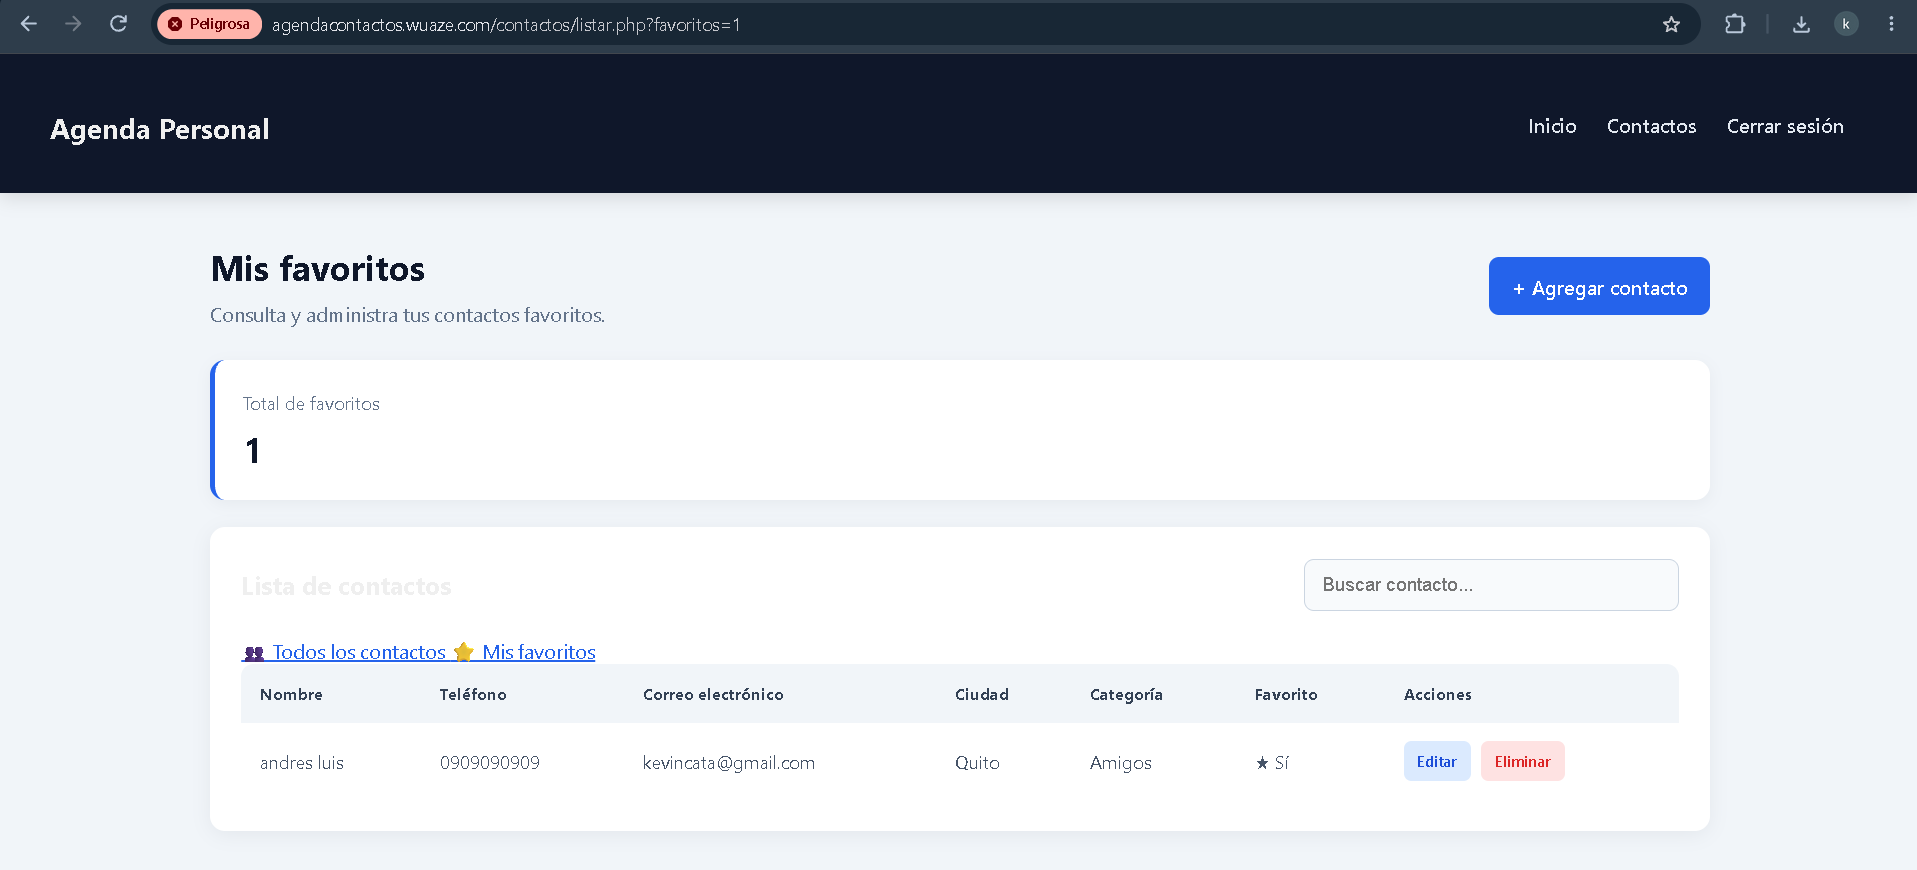 Peligrosa agendacontactos.wuaze.com/contactos/listar.php?favoritos=1 k
Agenda Personal Inicio Contactos Cerrar sesión
Mis favoritos
+ Agregar contacto
Consulta y administra tus contactos favoritos.
Total de favoritos
1
Lista de contactos Buscar contacto...
👥 Todos los contactos ⭐ Mis favoritos
Nombre Teléfono Correo electrónico Ciudad Categoría Favorito Acciones
andres luis 0909090909 kevincata@gmail.com Quito Amigos ★ Sí Editar Eliminar